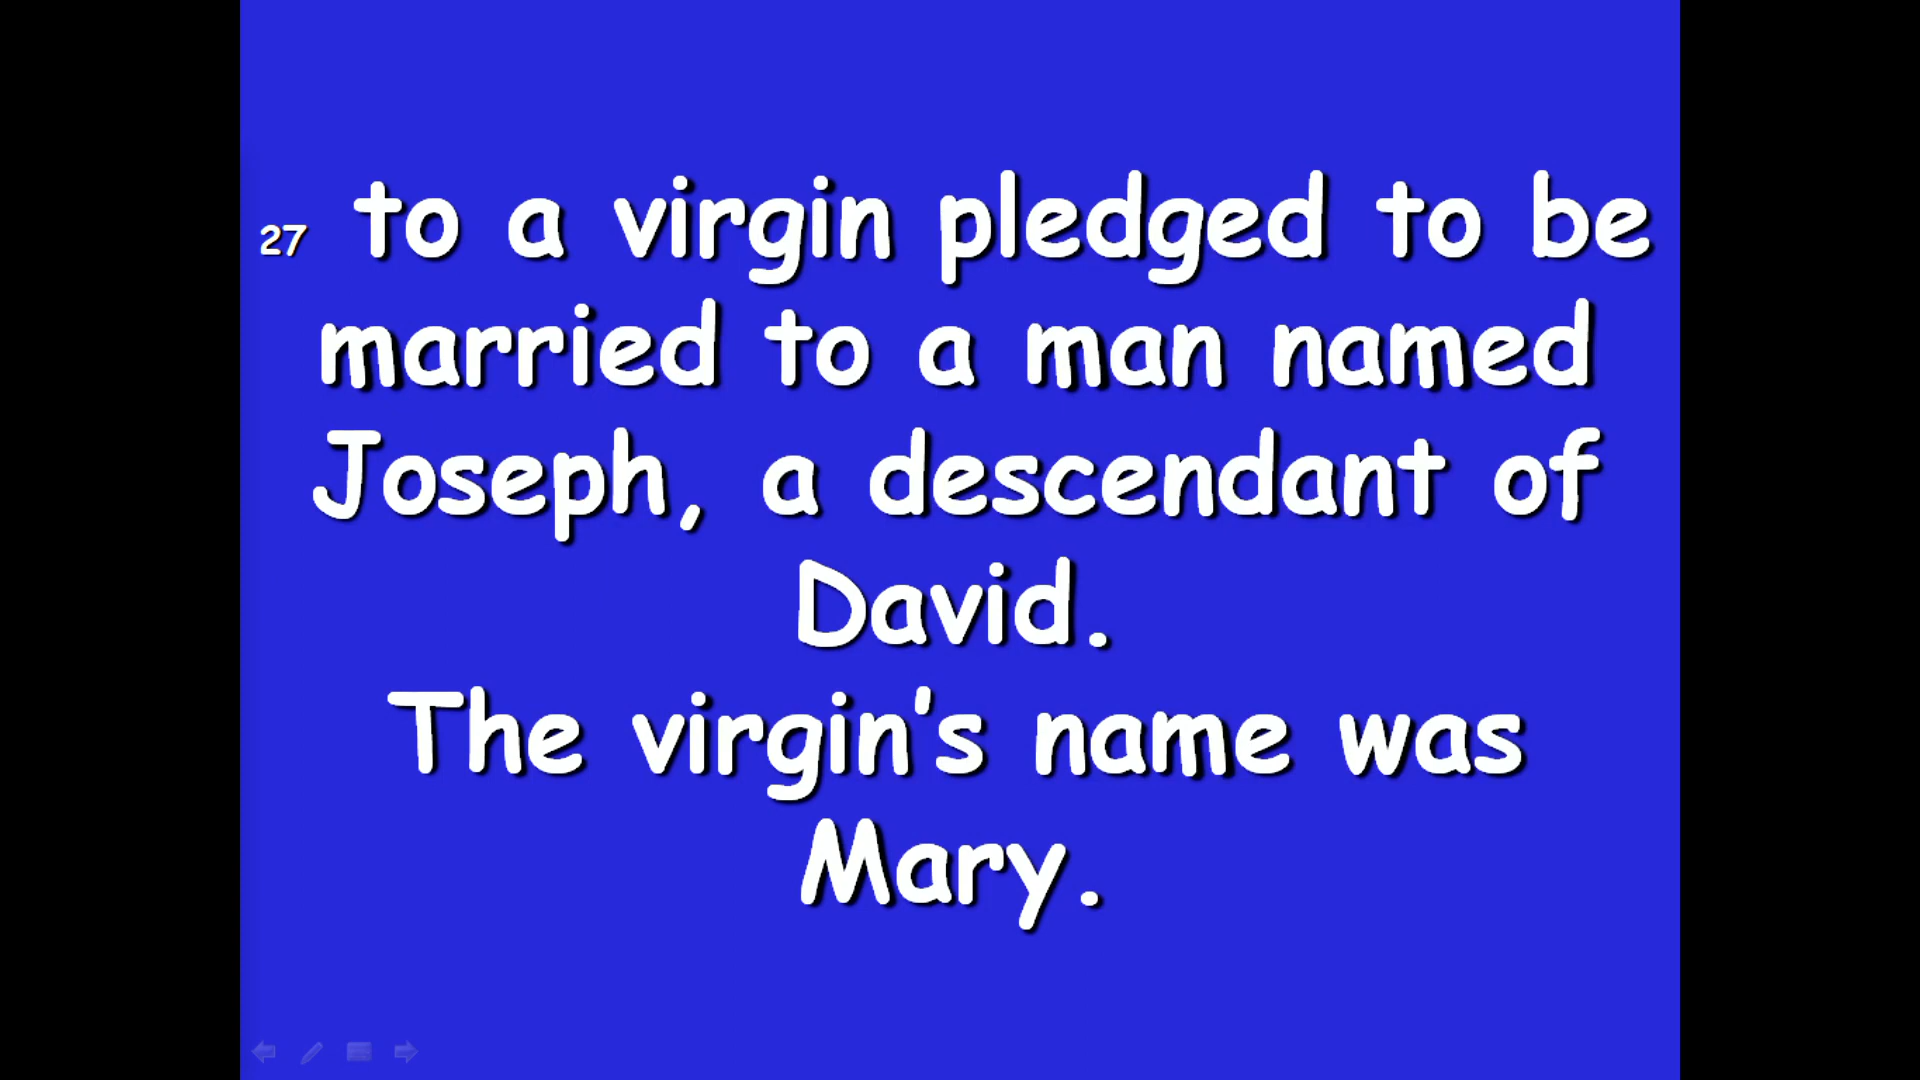 27 to a virgin pledged to be
married to a man named
Joseph, a descendant of
David.
The virgin's name was
Mary.